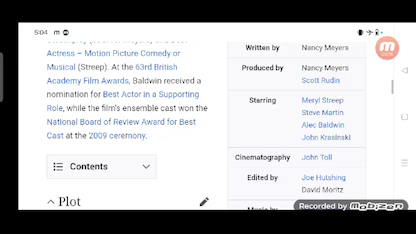 5:04
Actress – Motion Picture Comedy or
Musical (Streep). At the 63rd British
Academy Film Awards, Baldwin received a
nomination for Best Actor in a Supporting
Role, while the film's ensemble cast won the
National Board of Review Award for Best
Cast at the 2009 ceremony.
Contents
Plot
Written by Nancy Meyers
Produced by Nancy Meyers
Scott Rudin
Starring Meryl Streep
Steve Martin
Alec Baldwin
John Krasinski
Cinematography John Toll
Edited by Joe Hutshing
David Moritz
Music by
Recorded by Mobizen